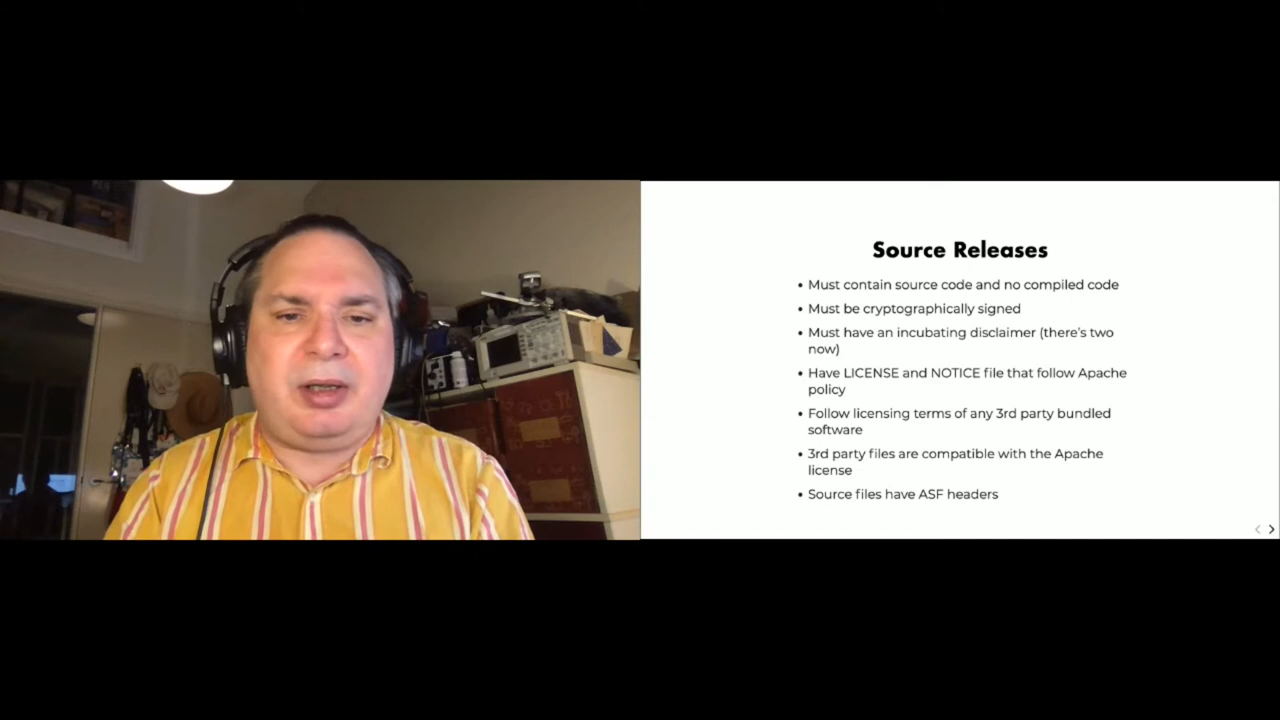 Source Releases
• Must contain source code and no compiled code
• Must be cryptographically signed
• Must have an incubating disclaimer (there's two
now)
• Have LICENSE and NOTICE file that follow Apache
policy
• Follow licensing terms of any 3rd party bundled
software
• 3rd party files are compatible with the Apache
license
• Source files have ASF headers